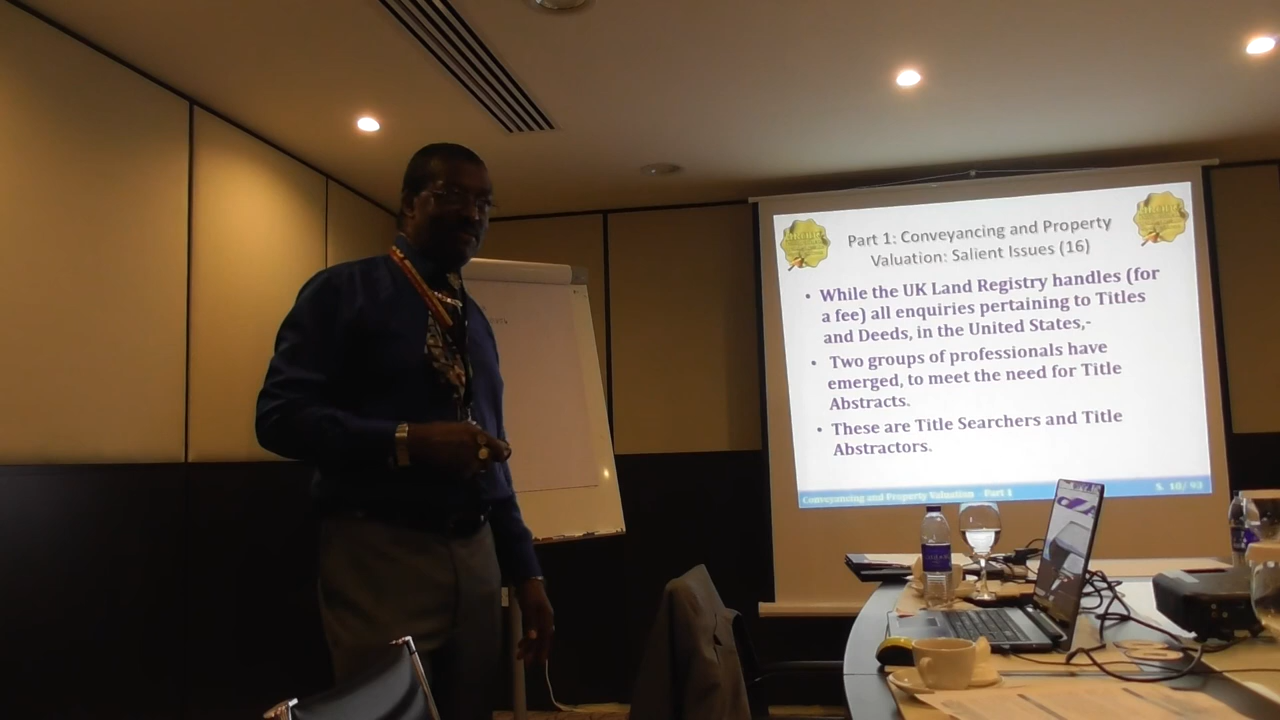 Part 1: Conveyancing and Property
Valuation: Salient Issues (16)
• While the UK Land Registry handles (for
a fee) all enquiries pertaining to Titles
and Deeds, in the United States,-
• Two groups of professionals have
emerged, to meet the need for Title
Abstracts.
• These are Title Searchers and Title
Abstractors.
Conveyancing and Property Valuation - Part 1